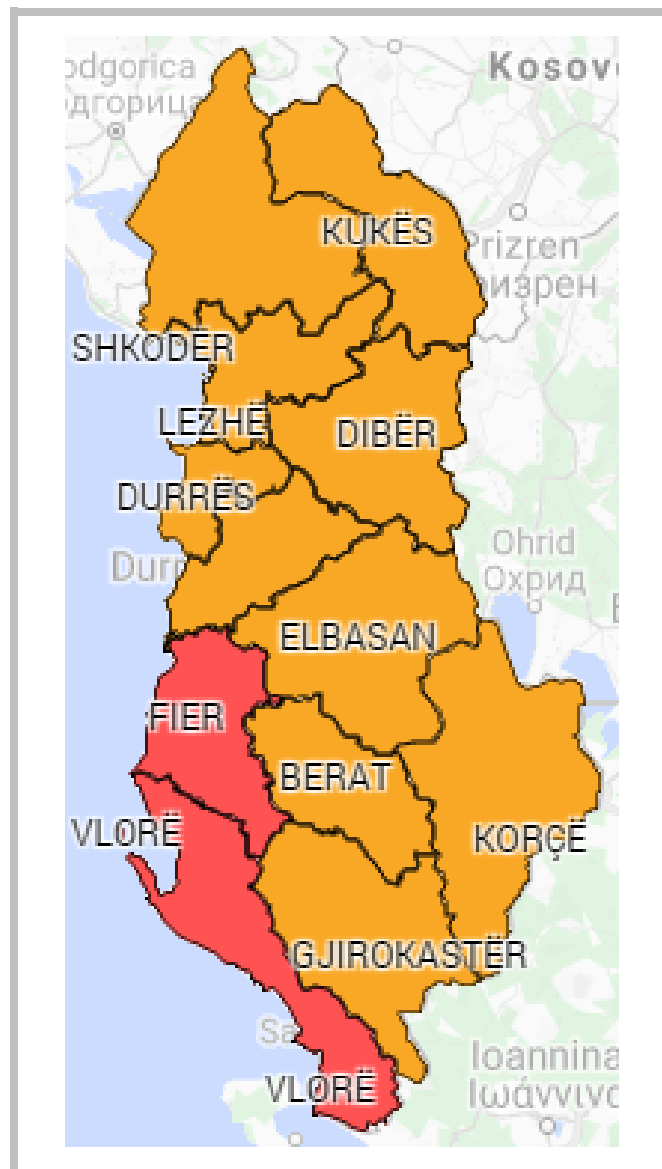 odgorica
одгорица
Kosov
KUKËS
Prizren
изрен
SHKODËR
LEZHË
DIBËR
DURRËS
Durr
Ohrid
Охрид
ELBASAN
FIER
BERAT
VLORË
KORÇË
GJIROKASTËR
Sa
Ioannina
Ιωάννινα
VLORË